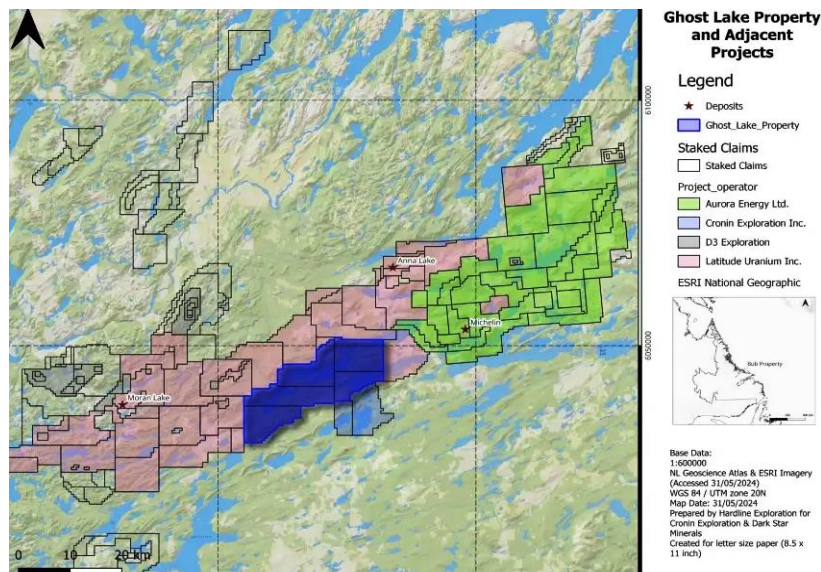 Ghost Lake Property
and Adjacent
Projects
Legend
Deposits
Ghost_Lake_Property
Staked Claims
Staked Claims
Project_operator
Aurora Energy Ltd.
Cronin Exploration Inc.
D3 Exploration
Latitude Uranium Inc.
ESRI National Geographic
Sub Property
Base Data:
1:600000
NL Geoscience Atlas & ESRI Imagery
(Accessed 31/05/2024)
WGS 84 / UTM zone 20N
Map Date: 31/05/2024
Prepared by Hardline Exploration for
Cronin Exploration & Dark Star
Minerals
Created for letter size paper (8.5 x
11 inch)
6100000
Anna Lake
Michelin
6050000
Moran Lake
0 10 20 km